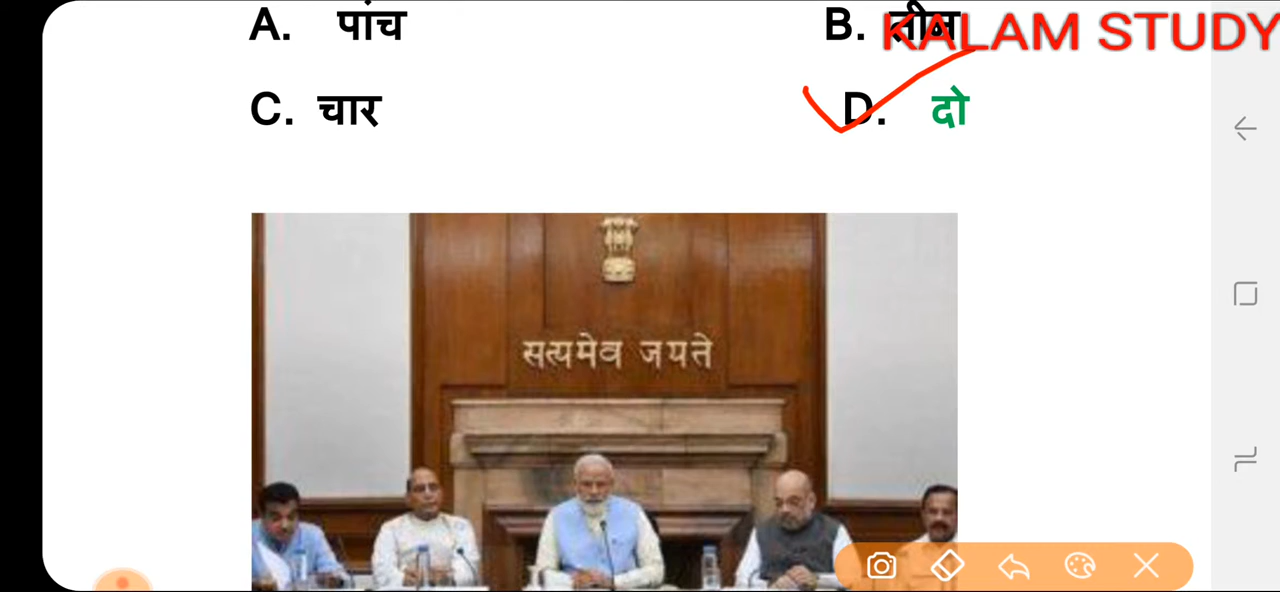 A. पांच
B. तीन
KALAM STUDY
C. चार
D. दो
सत्यमेव जयते